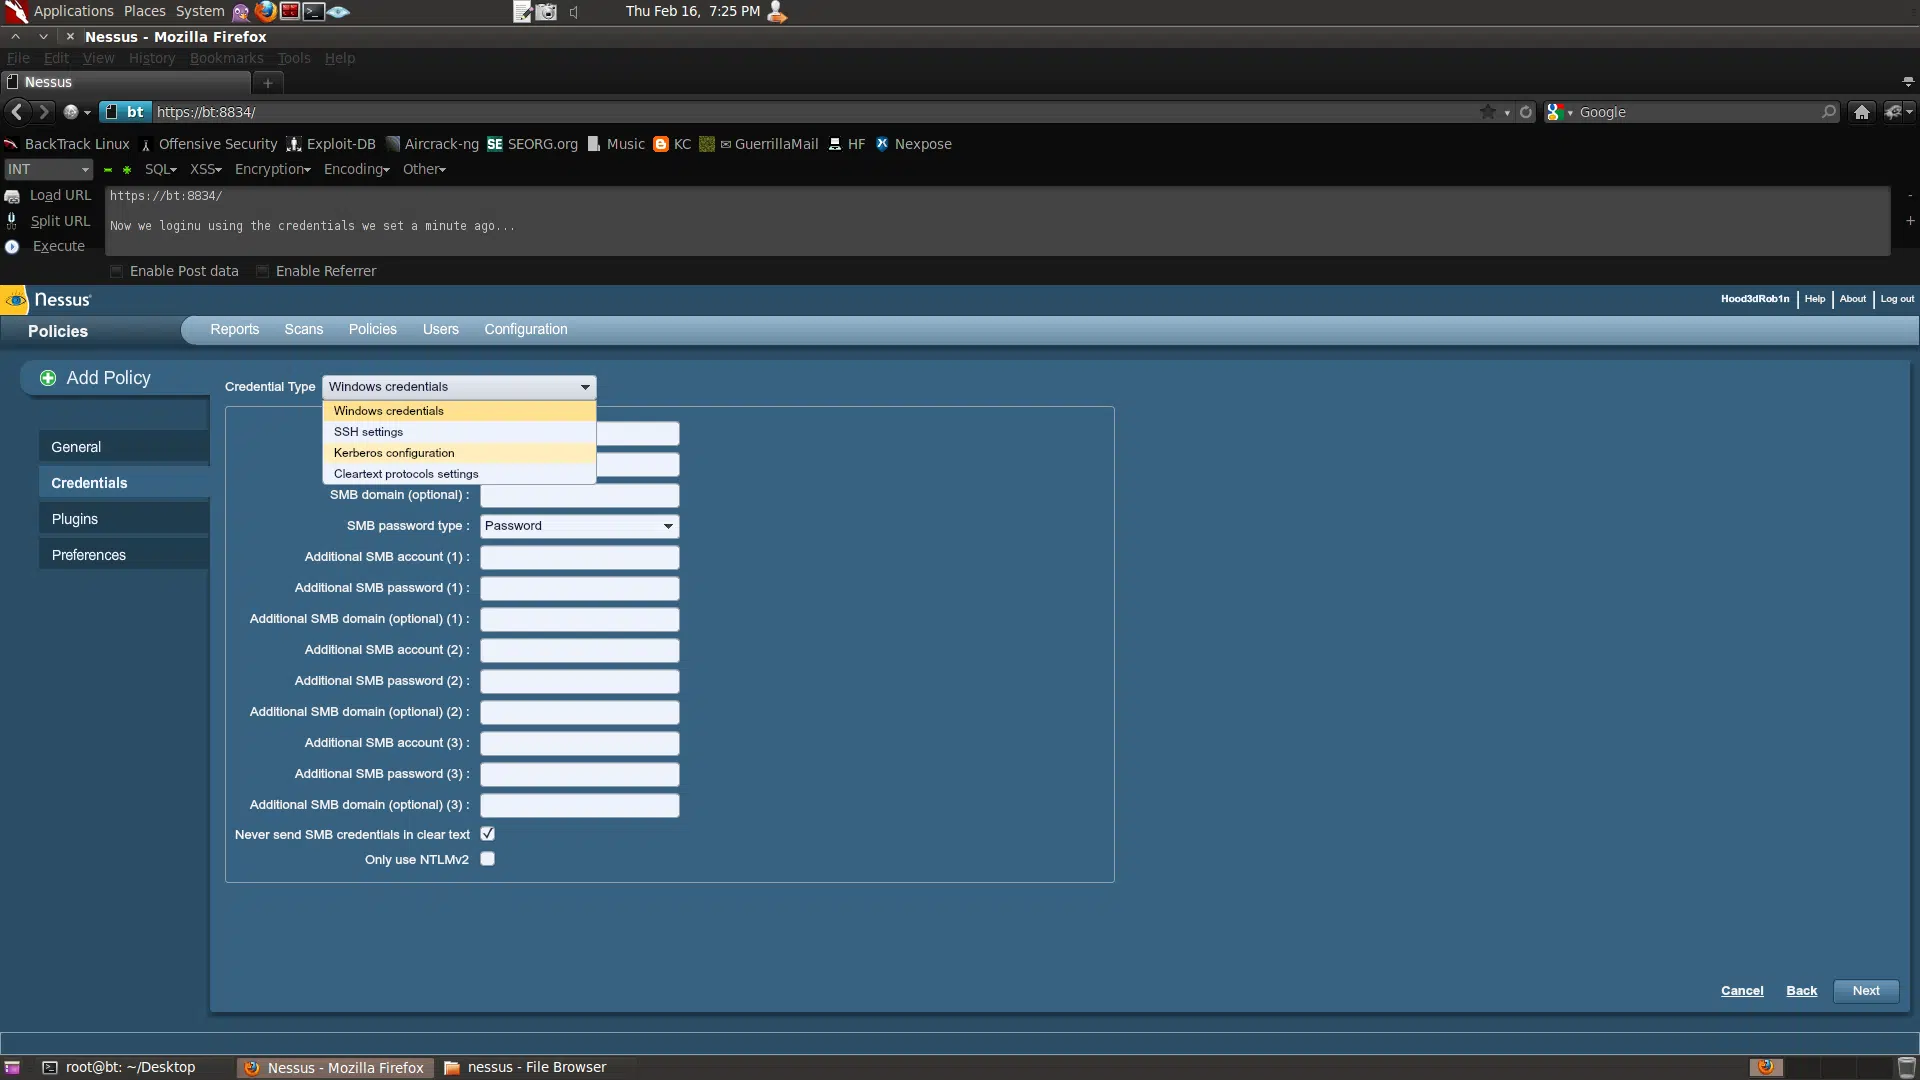 Applications Places System
Thu Feb 16, 7:25 PM
Nessus - Mozilla Firefox
File Edit View History Bookmarks Tools Help
Nessus
bt https://bt:8834/
Google
BackTrack Linux Offensive Security Exploit-DB Aircrack-ng SE SEORG.org Music KC GuerrillaMail HF Nexpose
INT SQL XSS Encryption Encoding Other
Load URL
https://bt:8834/
Split URL
Now we loginu using the credentials we set a minute ago...
Execute
Enable Post data Enable Referrer
nessus
Hood3dRob1n Help About Log out
Policies
Reports Scans Policies Users Configuration
Add Policy
General
Credentials
Plugins
Preferences
Credential Type Windows credentials
Windows credentials
SSH settings
Kerberos configuration
Cleartext protocols settings
SMB domain (optional) :
SMB password type : Password
Additional SMB account (1) :
Additional SMB password (1) :
Additional SMB domain (optional) (1) :
Additional SMB account (2) :
Additional SMB password (2) :
Additional SMB domain (optional) (2) :
Additional SMB account (3) :
Additional SMB password (3) :
Additional SMB domain (optional) (3) :
Never send SMB credentials in clear text
Only use NTLMv2
Cancel Back Next
root@bt: ~/Desktop Nessus - Mozilla Firefox nessus - File Browser